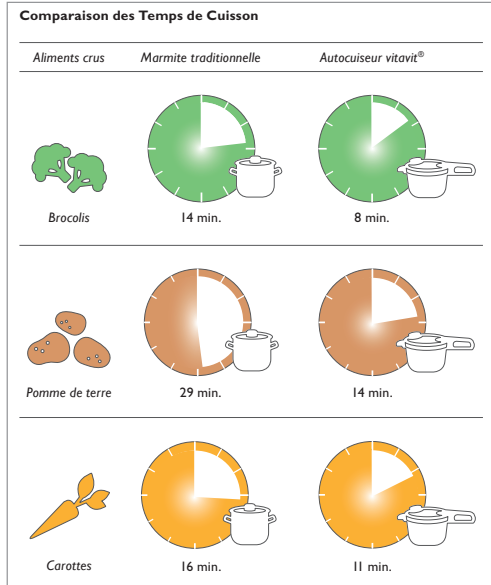 Comparaison des Temps de Cuisson
Aliments crus Marmite traditionnelle Autocuiseur vitavit®
Brocolis 14 min. 8 min.
Pomme de terre 29 min. 14 min.
Carottes 16 min. 11 min.